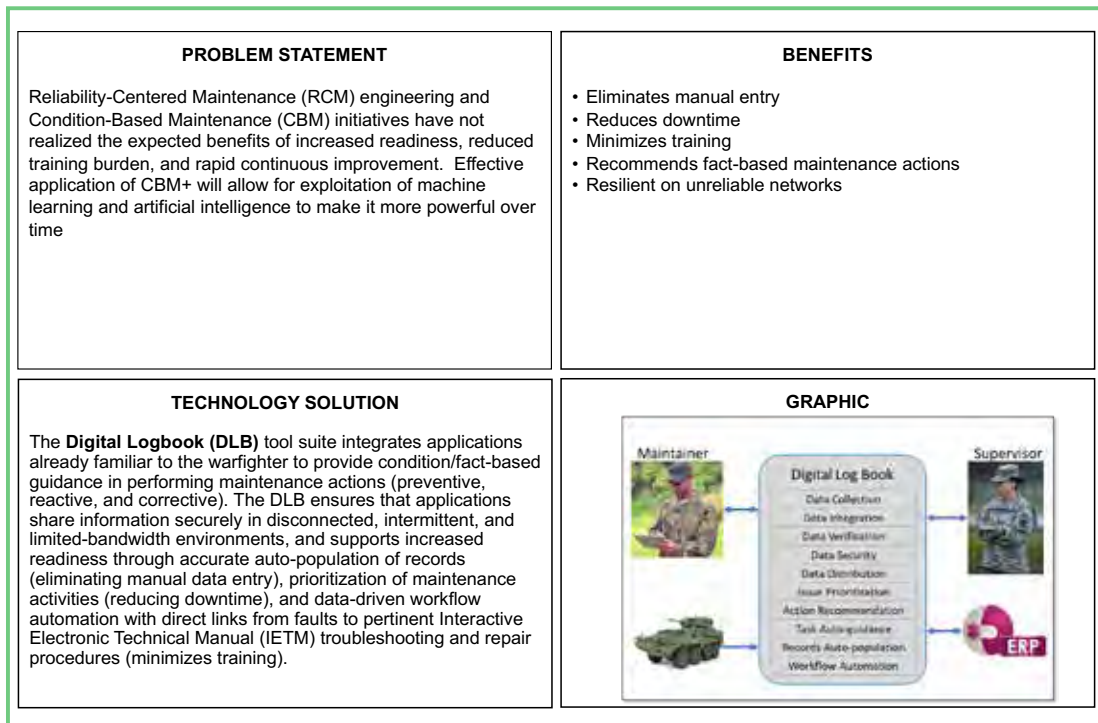 PROBLEM STATEMENT
Reliability-Centered Maintenance (RCM) engineering and
Condition-Based Maintenance (CBM) initiatives have not
realized the expected benefits of increased readiness, reduced
training burden, and rapid continuous improvement.  Effective
application of CBM+ will allow for exploitation of machine
learning and artificial intelligence to make it more powerful over
time
BENEFITS
• Eliminates manual entry
• Reduces downtime
• Minimizes training
• Recommends fact-based maintenance actions
• Resilient on unreliable networks
TECHNOLOGY SOLUTION
The Digital Logbook (DLB) tool suite integrates applications
already familiar to the warfighter to provide condition/fact-based
guidance in performing maintenance actions (preventive,
reactive, and corrective). The DLB ensures that applications
share information securely in disconnected, intermittent, and
limited-bandwidth environments, and supports increased
readiness through accurate auto-population of records
(eliminating manual data entry), prioritization of maintenance
activities (reducing downtime), and data-driven workflow
automation with direct links from faults to pertinent Interactive
Electronic Technical Manual (IETM) troubleshooting and repair
procedures (minimizes training).
GRAPHIC
Maintainer
Supervisor
Digital Log Book
Data Collection
Data Integration
Data Verification
Data Security
Data Distribution
Issue Prioritization
Action Recommendation
Task Auto-guidance
Records Auto-population
Workflow Automation
ERP